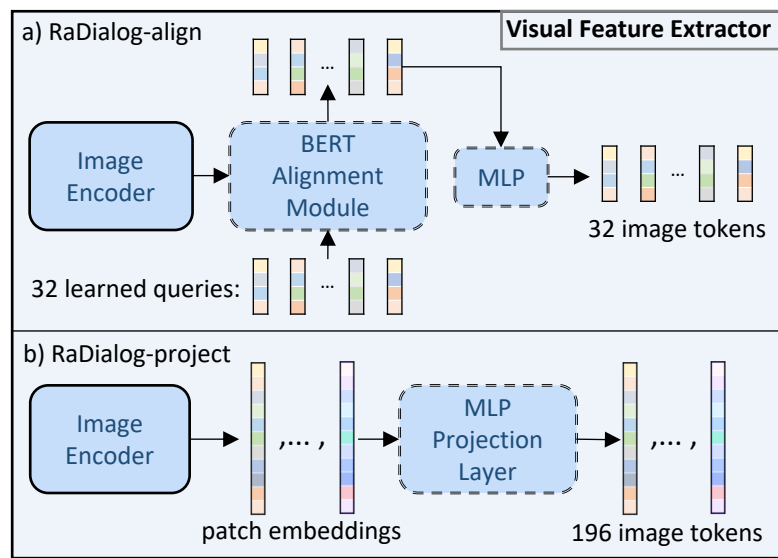 a) RaDialog-align
Visual Feature Extractor
...
Image
Encoder
BERT
Alignment
Module
MLP
...
32 image tokens
32 learned queries:
...
b) RaDialog-project
Image
Encoder
,... ,
MLP
Projection
Layer
,... ,
patch embeddings
196 image tokens